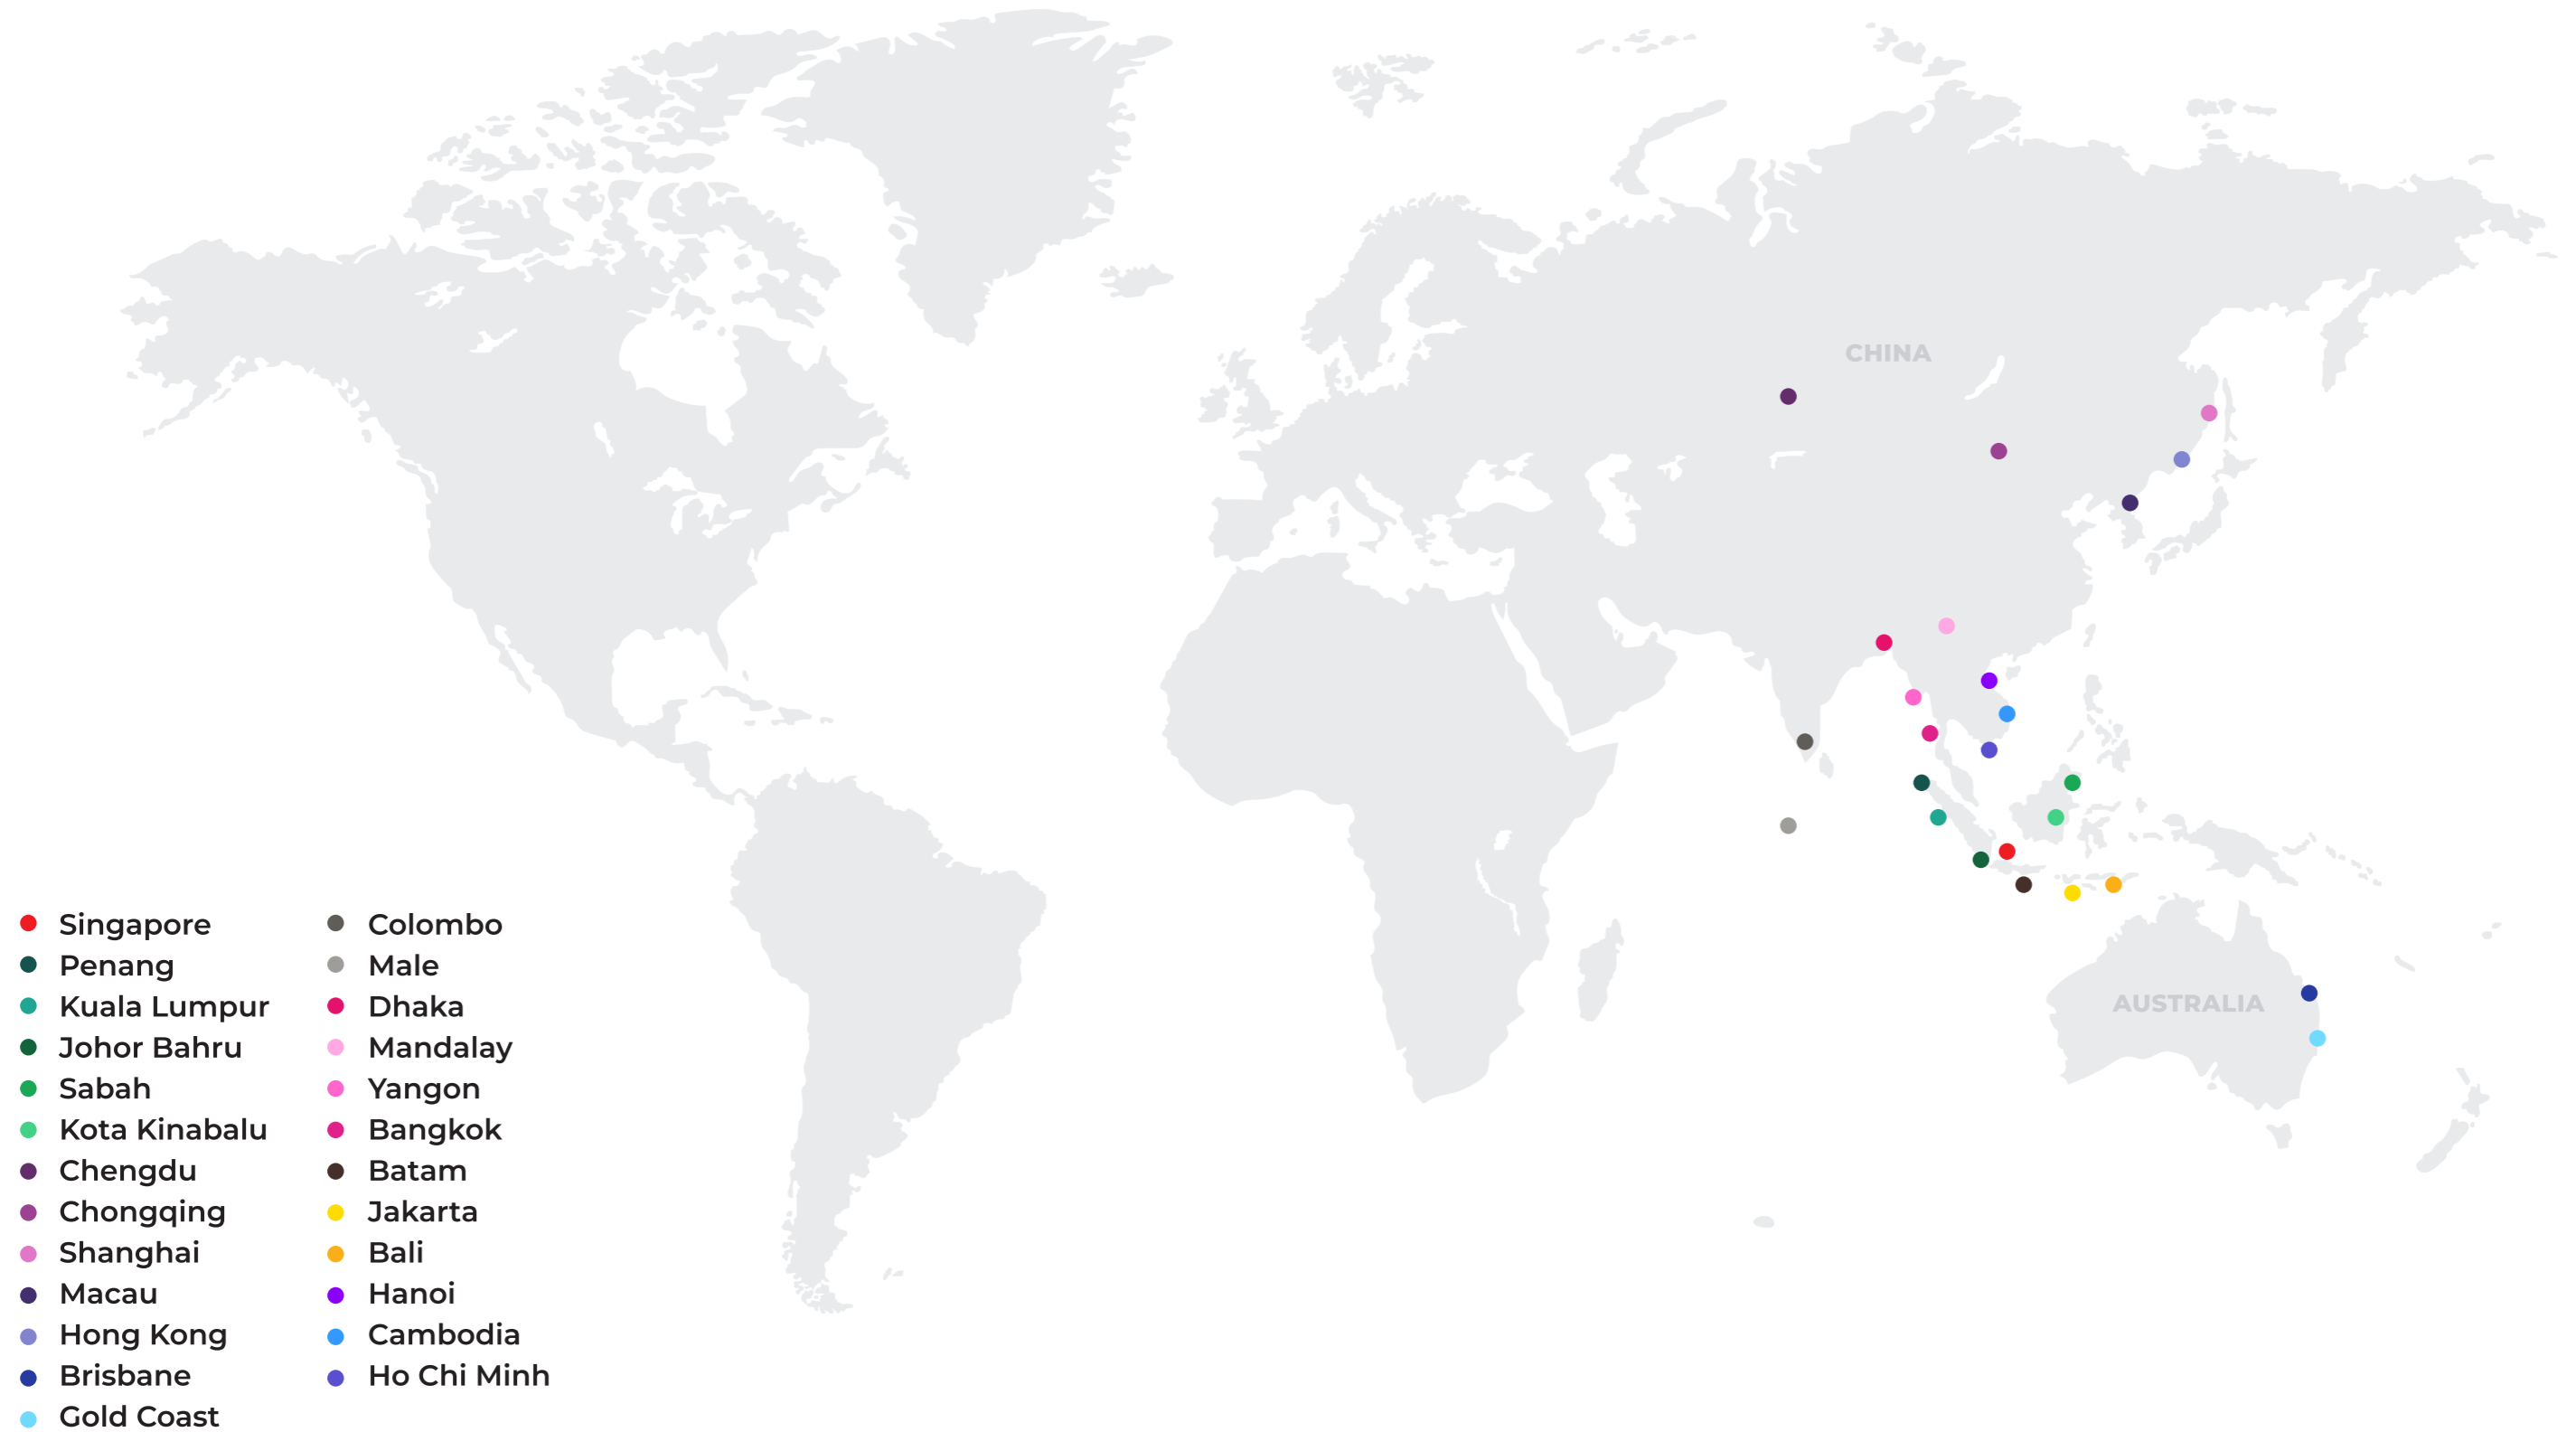 CHINA
AUSTRALIA
Singapore
Penang
Kuala Lumpur
Johor Bahru
Sabah
Kota Kinabalu
Chengdu
Chongqing
Shanghai
Macau
Hong Kong
Brisbane
Gold Coast
Colombo
Male
Dhaka
Mandalay
Yangon
Bangkok
Batam
Jakarta
Bali
Hanoi
Cambodia
Ho Chi Minh